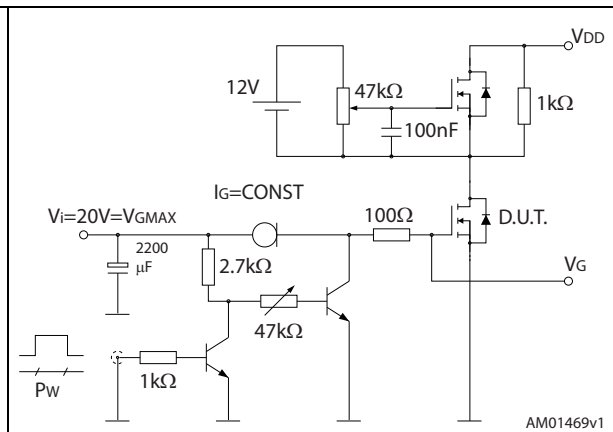 VDD
12V
47kΩ
1kΩ
100nF
IG=CONST
Vi=20V=VGMAX
100Ω
D.U.T.
2200
μF
2.7kΩ
VG
47kΩ
1kΩ
PW
AM01469v1